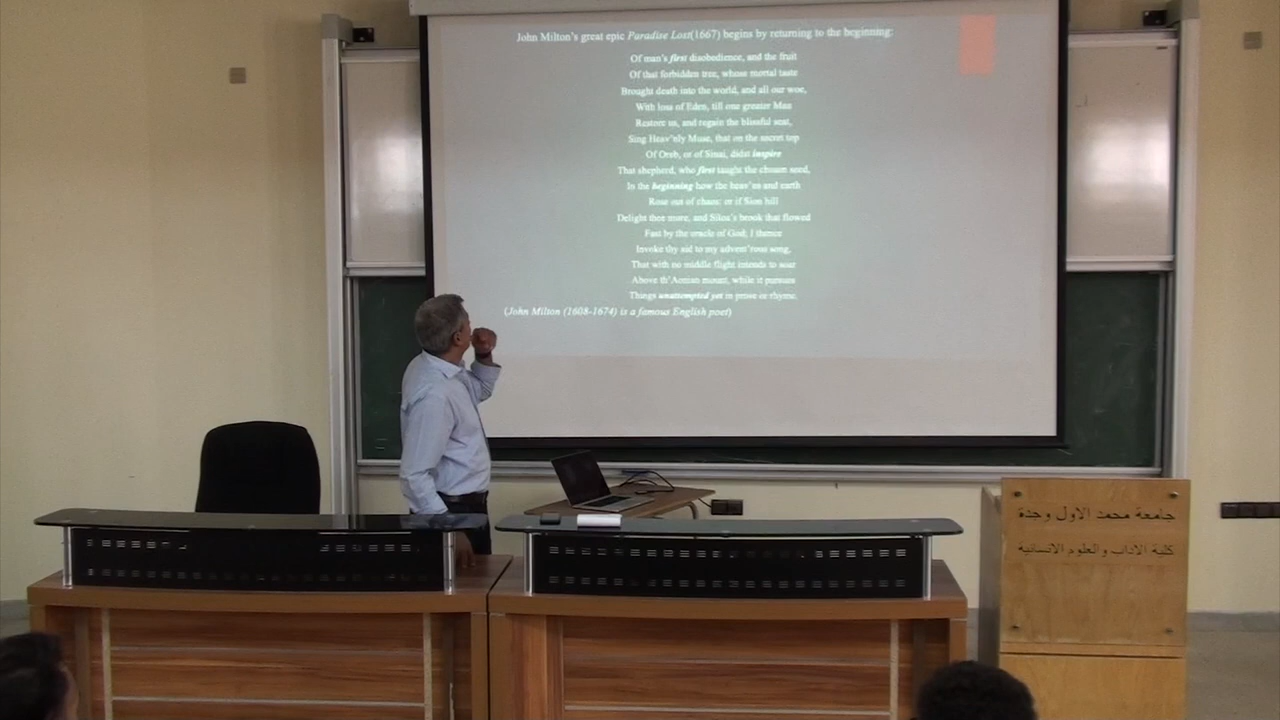 John Milton's great epic Paradise Lost(1667) begins by returning to the beginning:
Of man's first disobedience, and the fruit
Of that forbidden tree, whose mortal taste
Brought death into the world, and all our woe,
With loss of Eden, till one greater Man
Restore us, and regain the blissful seat,
Sing Heav'nly Muse, that on the secret top
Of Oreb, or of Sinai, didst inspire
That shepherd, who first taught the chosen seed,
In the beginning how the heav'ns and earth
Rose out of chaos: or if Sion hill
Delight thee more, and Siloa's brook that flowed
Fast by the oracle of God; I thence
Invoke thy aid to my advent'rous song,
That with no middle flight intends to soar
Above th'Aonian mount, while it pursues
Things unattempted yet in prose or rhyme.
(John Milton (1608-1674) is a famous English poet)
جامعة محمد الاول وجدة
كلية الاداب والعلوم الانسانية